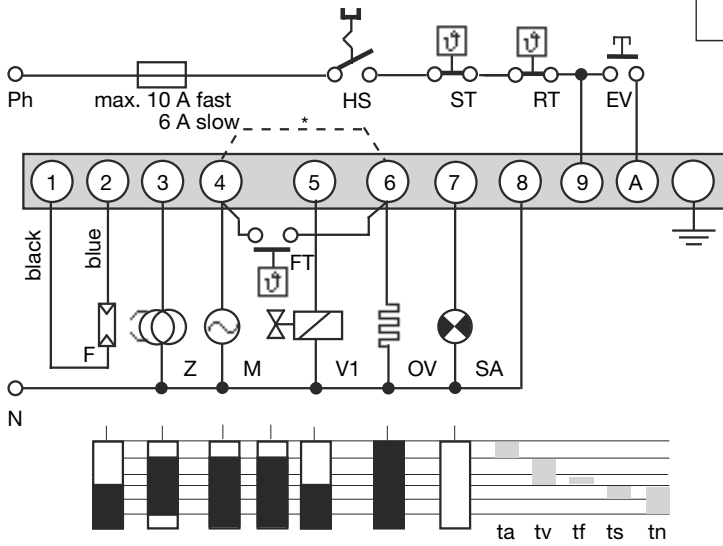 ϑ ϑ
Ph max. 10 A fast HS ST RT EV
6 A slow *
1 2 3 4 5 6 7 8 9 A
black blue FT
ϑ
F Z M V1 OV SA
N
ta tv tf ts tn